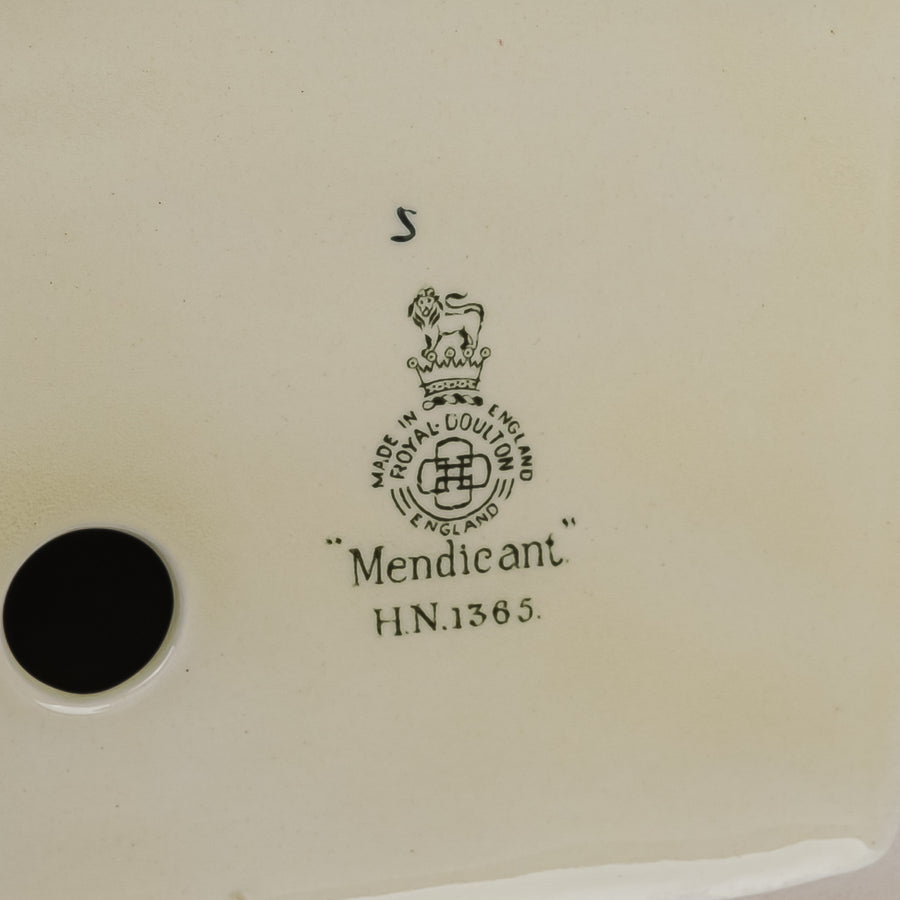 S
MADE IN ENGLAND
ROYAL·DOULTON
ENGLAND
"Mendicant"
H.N.1365.